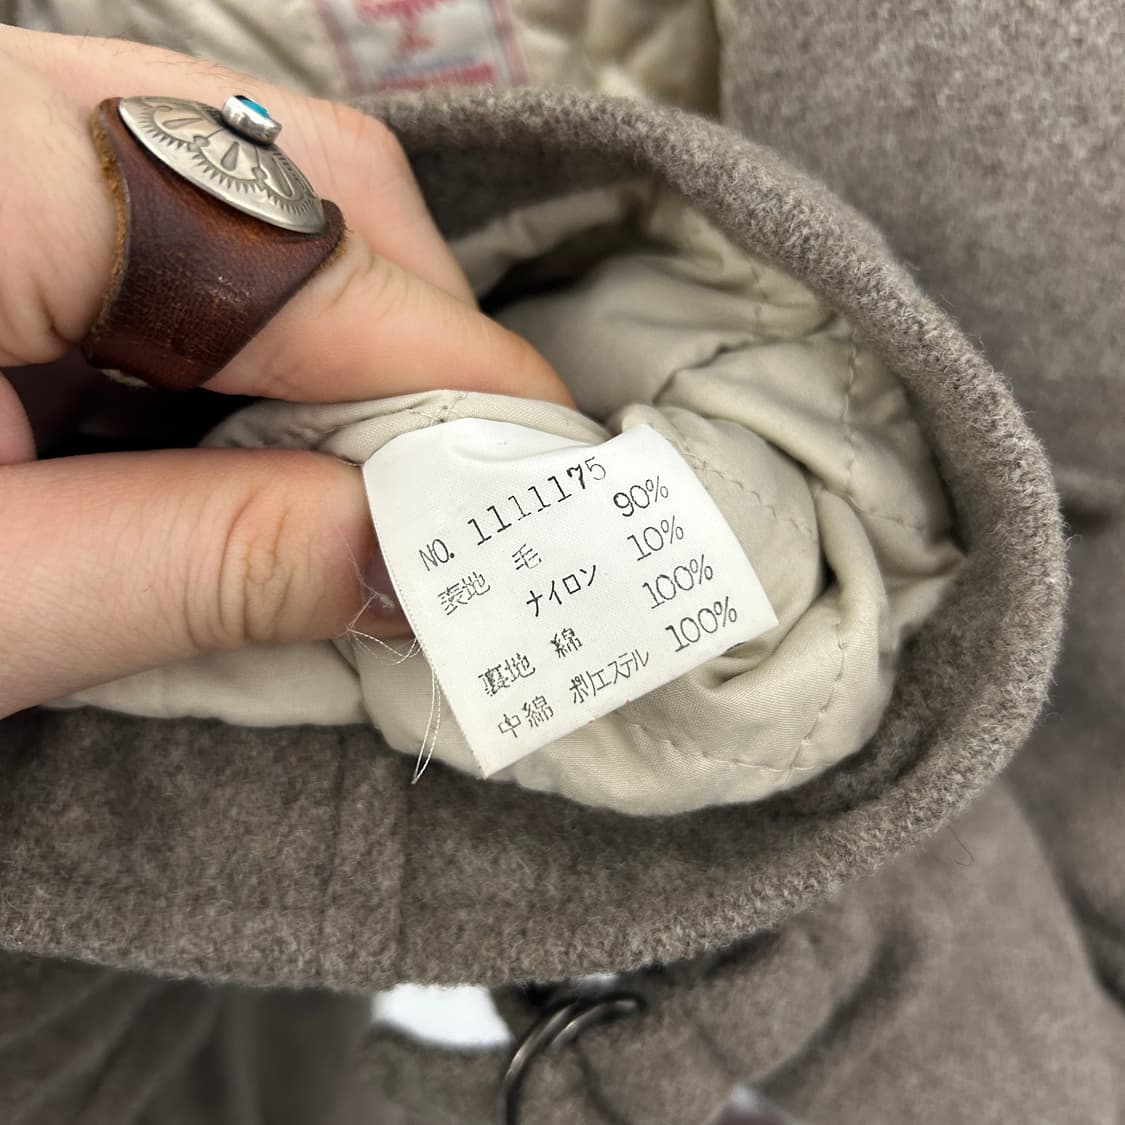 NO. 1111175
表地 毛 90%
ナイロン 10%
裏地 綿 100%
中綿 ポリエステル 100%